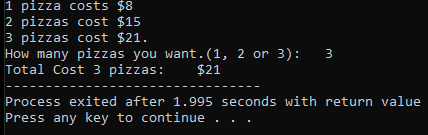 1 pizza costs $8
2 pizzas cost $15
3 pizzas cost $21.
How many pizzas you want.(1, 2 or 3):   3
Total Cost 3 pizzas:    $21
--------------------------------
Process exited after 1.995 seconds with return value
Press any key to continue . . .